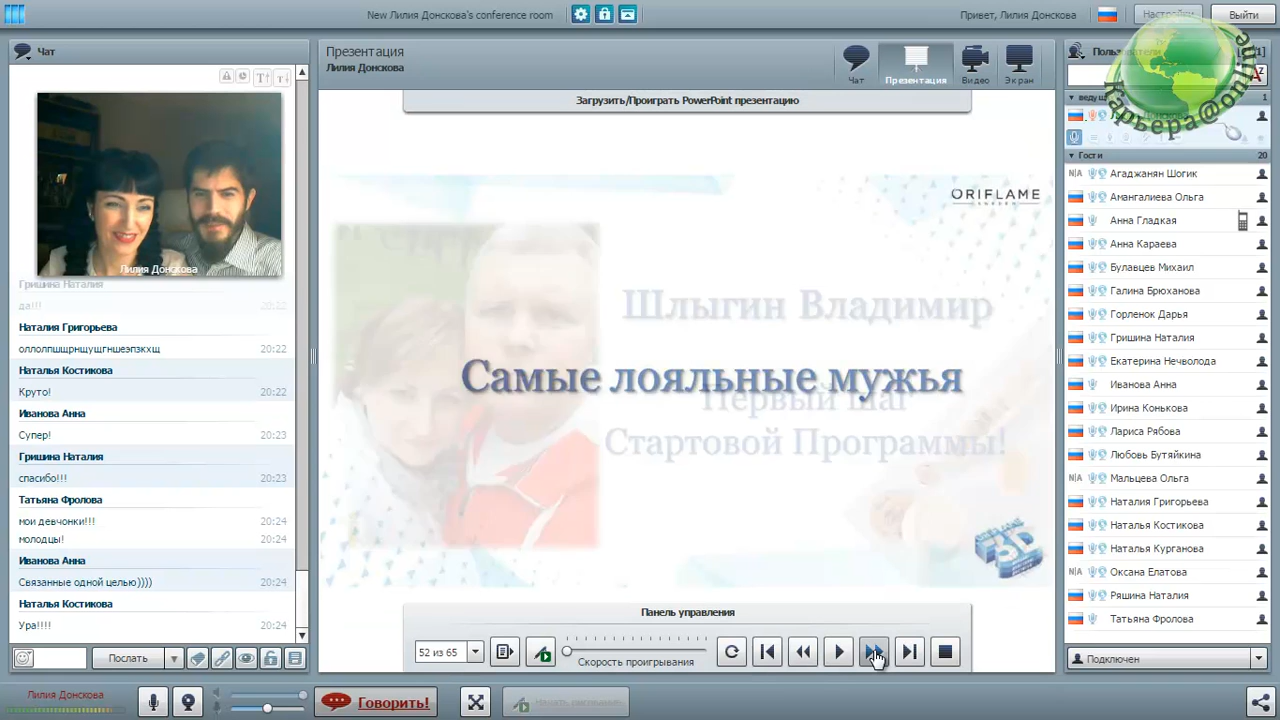 New Лилия Донскова's conference room
Привет, Лилия Донскова
Настройки
Выйти
Чат
Лилия Донскова
Гришина Наталия
да!!!
Наталия Григорьева
20:22
Наталья Костикова
Круто!
20:22
Иванова Анна
Супер!
20:23
Гришина Наталия
спасибо!!!
20:23
Татьяна Фролова
мои девчонки!!!
20:24
молодцы!
20:24
Иванова Анна
Связанные одной целью))))
20:24
Наталья Костикова
Ура!!!!
20:24
Послать
Презентация
Лилия Донскова
Чат
Презентация
Видео
Экран
Загрузить/Проиграть PowerPoint презентацию
ORIFLAME
SWEDEN
Шлыгин Владимир
Самые лояльные мужья
Первый шаг
Стартовой Программы!
3D
Панель управления
52 из 65
Скорость проигрывания
карьера@online
Гости
20
N|A Агаджанян Шогик
Амангалиева Ольга
Анна Гладкая
Анна Караева
Булавцев Михаил
Галина Брюханова
Горленок Дарья
Гришина Наталия
Екатерина Нечволода
Иванова Анна
Ирина Конькова
Лариса Рябова
Любовь Бутяйкина
N|A Мальцева Ольга
Наталия Григорьева
Наталья Костикова
Наталья Курганова
N|A Оксана Елатова
Ряшина Наталия
Татьяна Фролова
Подключен
Лилия Донскова
Говорить!